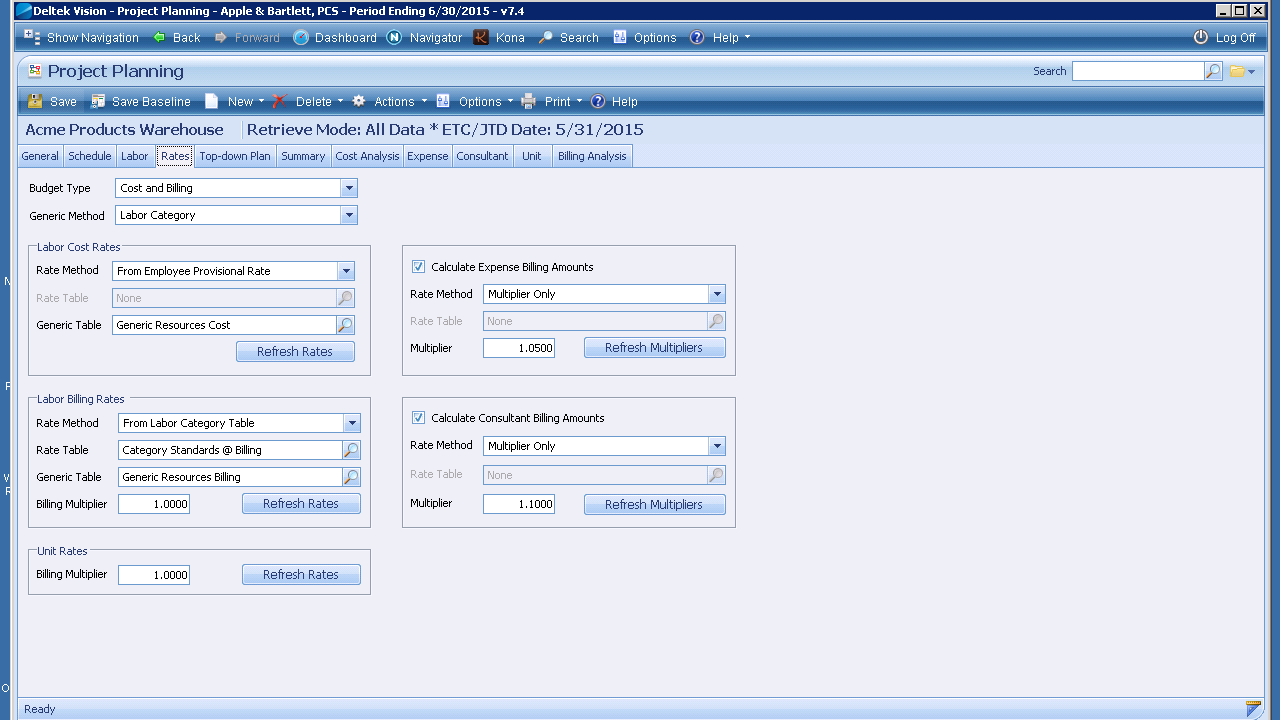 Deltek Vision - Project Planning - Apple & Bartlett, PCS - Period Ending 6/30/2015 - v7.4
Show Navigation Back Forward Dashboard Navigator Kona Search Options Help Log Off
Project Planning Search
Save Save Baseline New Delete Actions Options Print Help
Acme Products Warehouse Retrieve Mode: All Data * ETC/JTD Date: 5/31/2015
General Schedule Labor Rates Top-down Plan Summary Cost Analysis Expense Consultant Unit Billing Analysis
Budget Type Cost and Billing
Generic Method Labor Category
Labor Cost Rates
Rate Method From Employee Provisional Rate
Rate Table None
Generic Table Generic Resources Cost
Refresh Rates
Calculate Expense Billing Amounts
Rate Method Multiplier Only
Rate Table None
Multiplier 1.0500 Refresh Multipliers
Labor Billing Rates
Rate Method From Labor Category Table
Rate Table Category Standards @ Billing
Generic Table Generic Resources Billing
Billing Multiplier 1.0000 Refresh Rates
Calculate Consultant Billing Amounts
Rate Method Multiplier Only
Rate Table None
Multiplier 1.1000 Refresh Multipliers
Unit Rates
Billing Multiplier 1.0000 Refresh Rates
Ready